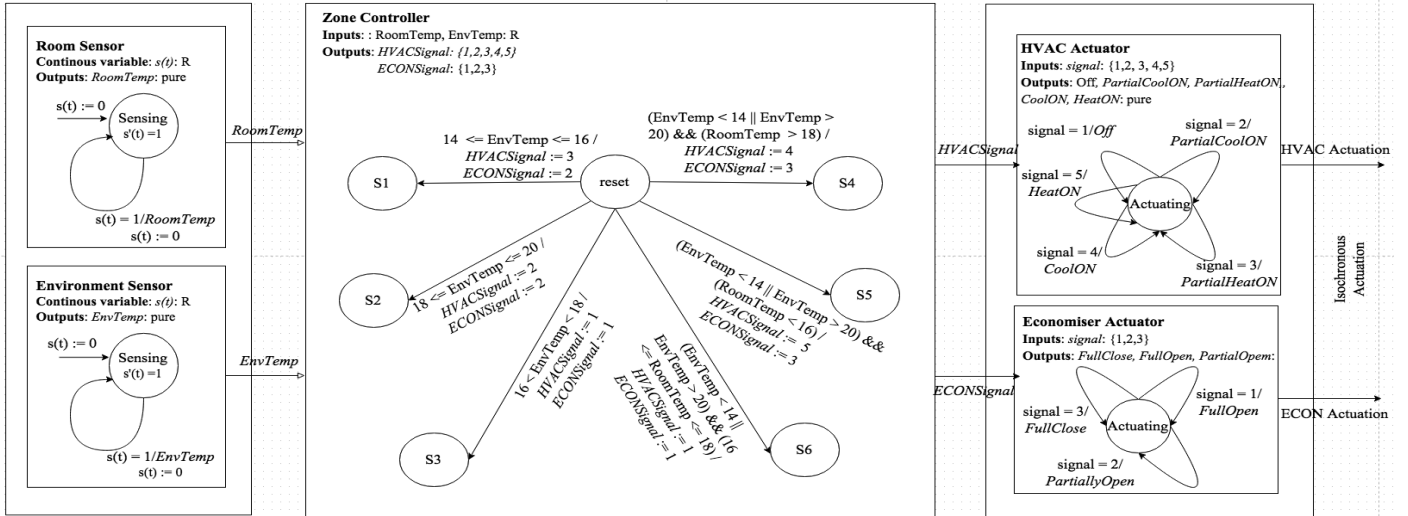 Room Sensor
Continous variable: s(t): R
Outputs: RoomTemp: pure
s(t) := 0
Sensing
s'(t) =1
s(t) = 1/RoomTemp
s(t) := 0
Environment Sensor
Continous variable: s(t): R
Outputs: EnvTemp: pure
s(t) := 0
Sensing
s'(t) =1
s(t) = 1/EnvTemp
s(t) := 0
RoomTemp
EnvTemp
Zone Controller
Inputs: : RoomTemp, EnvTemp: R
Outputs: HVACSignal: {1,2,3,4,5}
ECONSignal: {1,2,3}
14 <= EnvTemp <= 16 /
HVACSignal := 3
ECONSignal := 2
(EnvTemp < 14 || EnvTemp >
20) && (RoomTemp > 18) /
HVACSignal := 4
ECONSignal := 3
S1
reset
S4
18 <= EnvTemp <= 20 /
HVACSignal := 2
ECONSignal := 2
S2
(EnvTemp < 14 || EnvTemp > 20) &&
(RoomTemp < 16) /
HVACSignal := 5
ECONSignal := 3
S5
16 < EnvTemp < 18 /
HVACSignal := 1
ECONSignal := 1
S3
(EnvTemp < 14 ||
EnvTemp > 20) && (16
<= RoomTemp <= 18) /
HVACSignal := 1
ECONSignal := 1
S6
HVACSignal
ECONSignal
HVAC Actuator
Inputs: signal: {1,2, 3, 4,5}
Outputs: Off, PartialCoolON, PartialHeatON,,
CoolON, HeatON: pure
signal = 1/Off
signal = 2/
PartialCoolON
signal = 5/
HeatON
Actuating
signal = 4/
CoolON
signal = 3/
PartialHeatON
Economiser Actuator
Inputs: signal: {1,2,3}
Outputs: FullClose, FullOpen, PartialOpem:
signal = 3/
FullClose
signal = 1/
FullOpen
Actuating
signal = 2/
PartiallyOpen
HVAC Actuation
Isochronous
Actuation
ECON Actuation